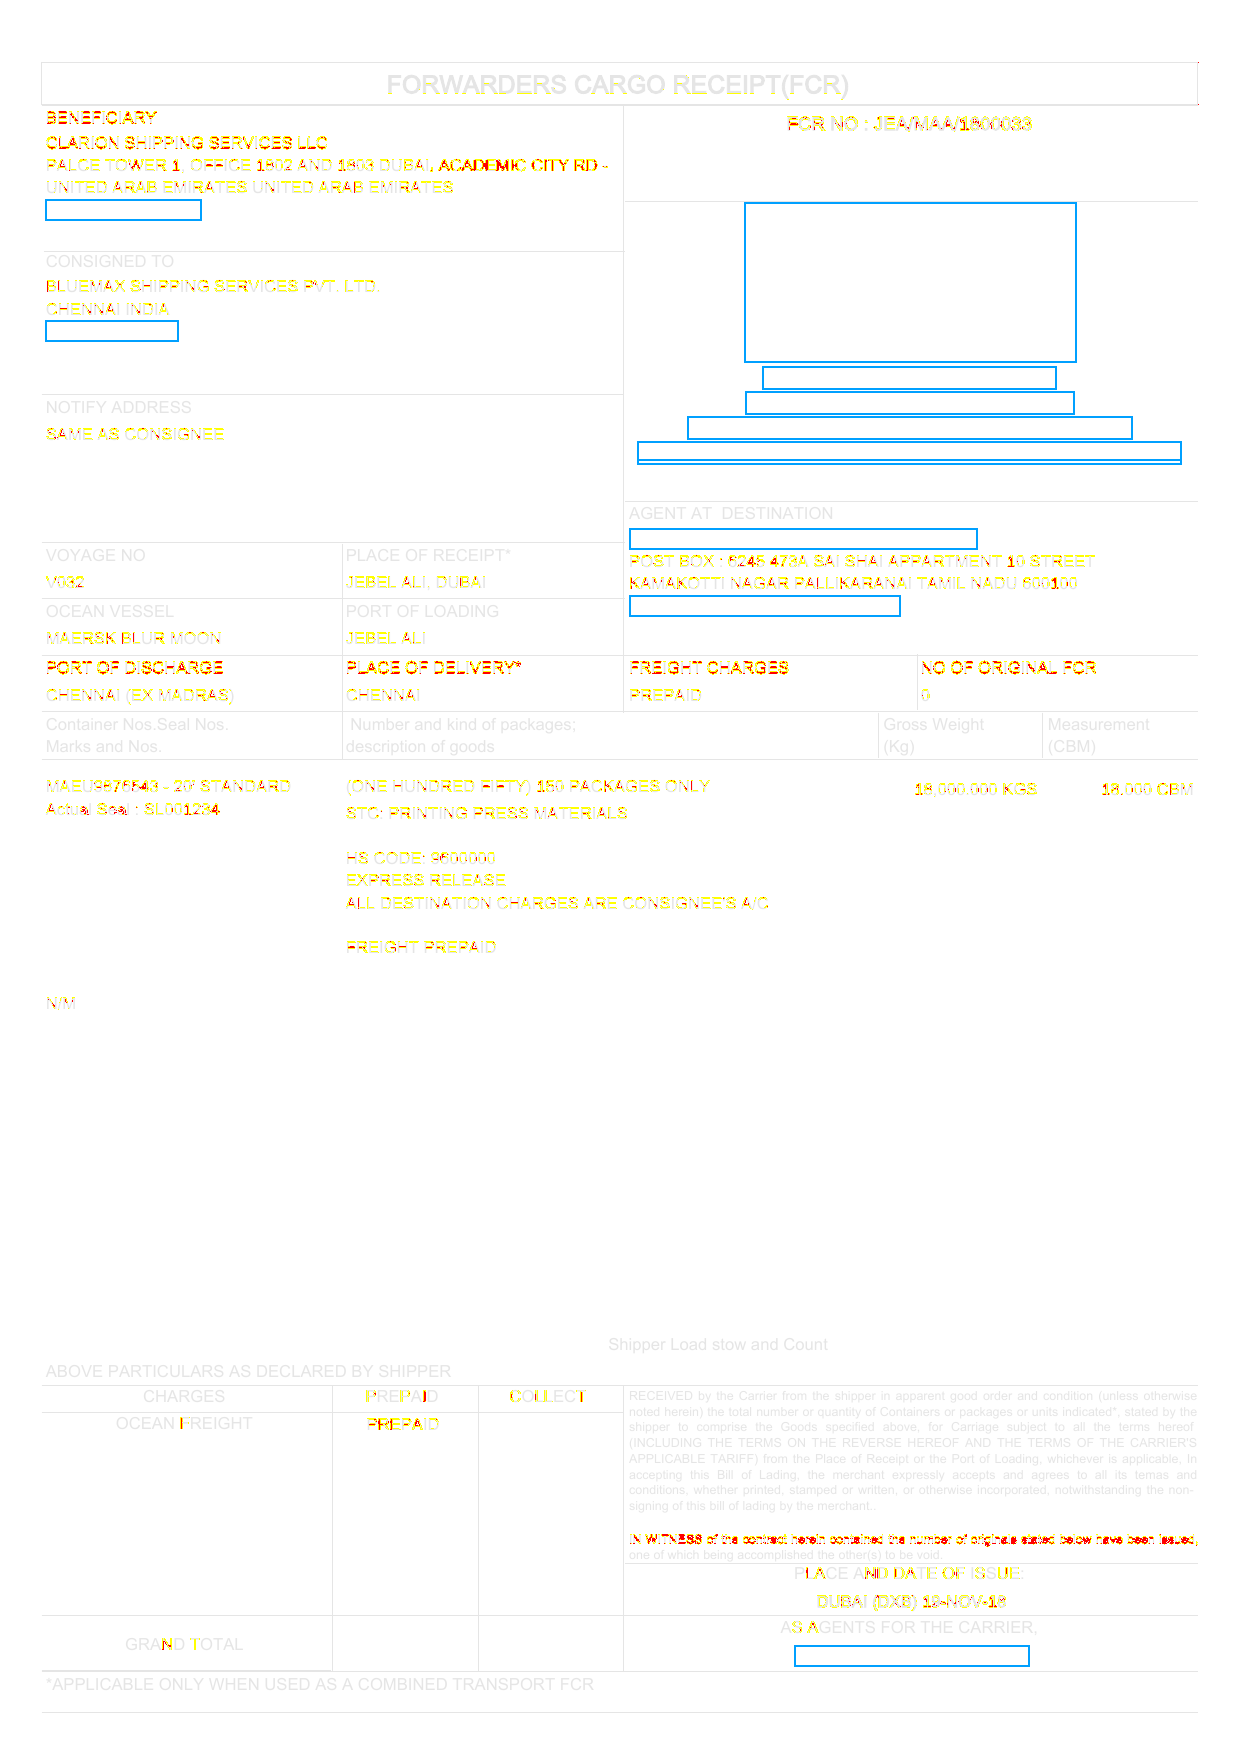 FORWARDERS CARGO RECEIPT(FCR)
BENEFICIARY
CLARION SHIPPING SERVICES LLC
PALCE TOWER 1, OFFICE 1802 AND 1803 DUBAI, ACADEMIC CITY RD -
UNITED ARAB EMIRATES UNITED ARAB EMIRATES
FCR NO : JEA/MAA/1800023
CONSIGNED TO
BLUEMAX SHIPPING SERVICES PVT. LTD.
CHENNAI INDIA
NOTIFY ADDRESS
SAME AS CONSIGNEE
AGENT AT DESTINATION
POST BOX : 6245 473A, SAI SHAI APPARTMENT 10 STREET
KAMAKOTTI NAGAR PALLIKARANAI TAMIL NADU 600100
VOYAGE NO
V032
PLACE OF RECEIPT*
JEBEL ALI, DUBAI
OCEAN VESSEL
MAERSK BLUR MOON
PORT OF LOADING
JEBEL ALI
PORT OF DISCHARGE
CHENNAI (EX MADRAS)
PLACE OF DELIVERY*
CHENNAI
FREIGHT CHARGES
PREPAID
NO OF ORIGINAL FCR
0
Container Nos.Seal Nos.
Marks and Nos.
Number and kind of packages;
description of goods
Gross Weight
(Kg)
Measurement
(CBM)
MAEU9876543 - 20' STANDARD
Actual Seal : SL001234
(ONE HUNDRED FIFTY) 150 PACKAGES ONLY
STC: PRINTING PRESS MATERIALS
18,000.000 KGS
18.000 CBM
HS CODE: 9600000
EXPRESS RELEASE
ALL DESTINATION CHARGES ARE CONSIGNEE'S A/C
FREIGHT PREPAID
N/M
Shipper Load stow and Count
ABOVE PARTICULARS AS DECLARED BY SHIPPER
CHARGES PREPAID COLLECT
OCEAN FREIGHT PREPAID
GRAND TOTAL
RECEIVED by the Carrier from the shipper in apparent good order and condition (unless otherwise
noted herein) the total number or quantity of Containers or packages or units indicated*, stated by the
shipper to comprise the Goods specified above, for Carriage subject to all the terms hereof
(INCLUDING THE TERMS ON THE REVERSE HEREOF AND THE TERMS OF THE CARRIER'S
APPLICABLE TARIFF) from the Place of Receipt or the Port of Loading, whichever is applicable. In
accepting this Bill of Lading, the merchant expressly accepts and agrees to all its temas and
conditions, whether printed, stamped or written, or otherwise incorporated, notwithstanding the non-
signing of this bill of lading by the merchant..
IN WITNESS of the contract herein contained the number of originals stated below have been issued,
one of which being accomplished the other(s) to be void.
PLACE AND DATE OF ISSUE:
DUBAI (DXB) 12-NOV-18
AS AGENTS FOR THE CARRIER,
*APPLICABLE ONLY WHEN USED AS A COMBINED TRANSPORT FCR